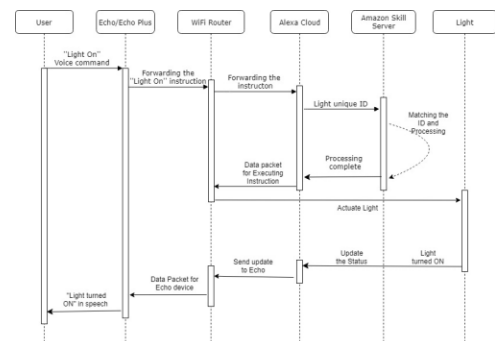 User
Echo/Echo Plus
WiFi Router
Alexa Cloud
Amazon Skill
Server
Light
"Light On"
Voice command
Forwarding the
"Light On" instruction
Forwarding the
instructon
Light unique ID
Matching the
ID and
Processing
Processing
complete
Data packet
for Executing
Instruction
Actuate Light
Light
turned ON
Update
the Status
Send update
to Echo
Data Packet for
Echo device
"Light turned
ON" in speech